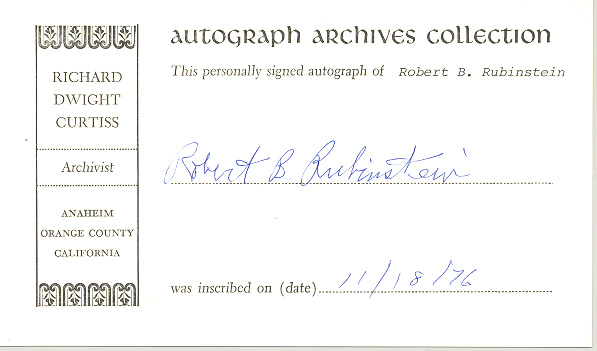 RICHARD
DWIGHT
CURTISS
Archivist
ANAHEIM
ORANGE COUNTY
CALIFORNIA
autograph archives collection
This personally signed autograph of Robert B. Rubinstein
Robert B. Rubinstein
was inscribed on (date) 11/18/76